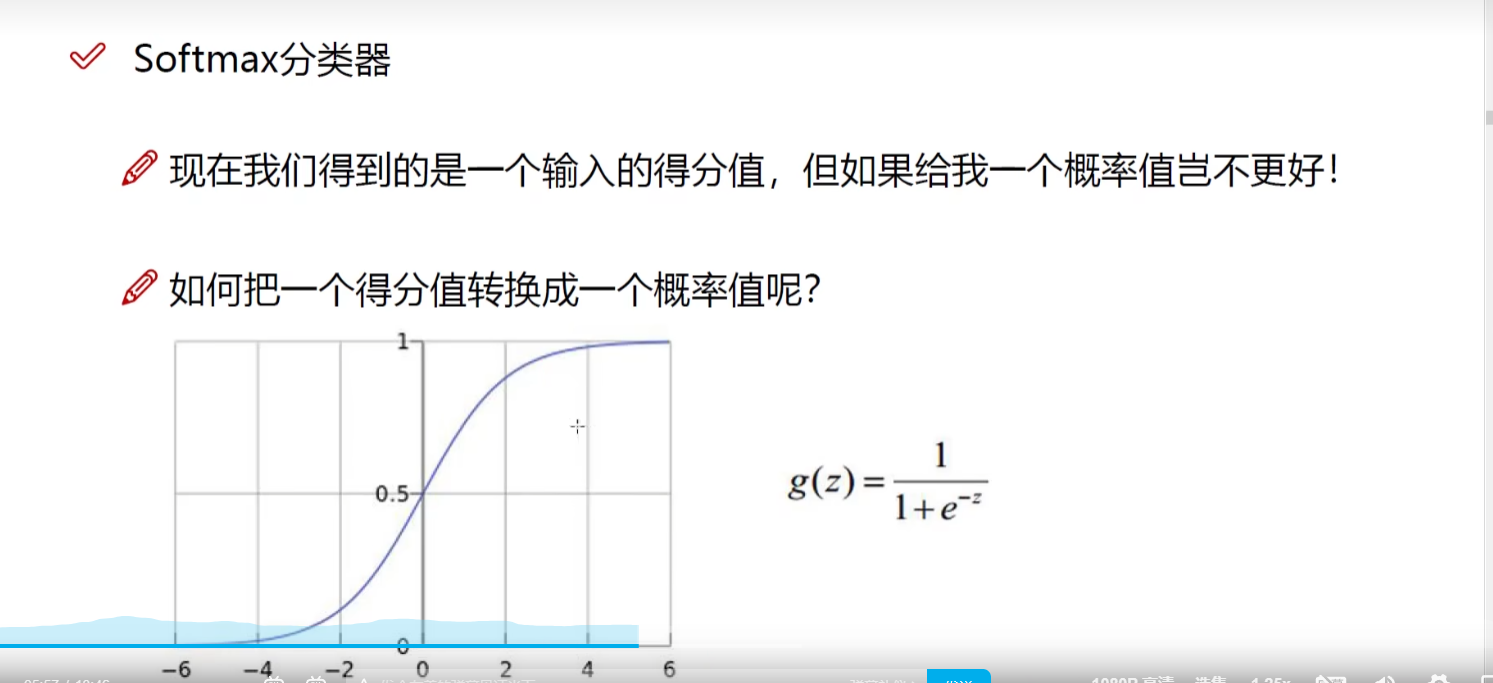 Softmax分类器
现在我们得到的是一个输入的得分值，但如果给我一个概率值岂不更好！
如何把一个得分值转换成一个概率值呢？
1
0.5
0
g(z) = 1 / (1 + e^{-z})
−6 −4 −2 0 2 4 6